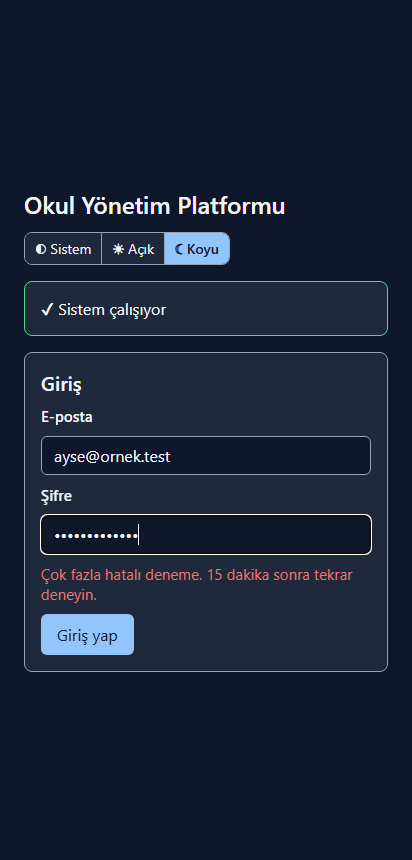 Okul Yönetim Platformu
Sistem
Açık
Koyu
✓ Sistem çalışıyor
Giriş
E-posta
ayse@ornek.test
Şifre
•••••••••••••
Çok fazla hatalı deneme. 15 dakika sonra tekrar
deneyin.
Giriş yap